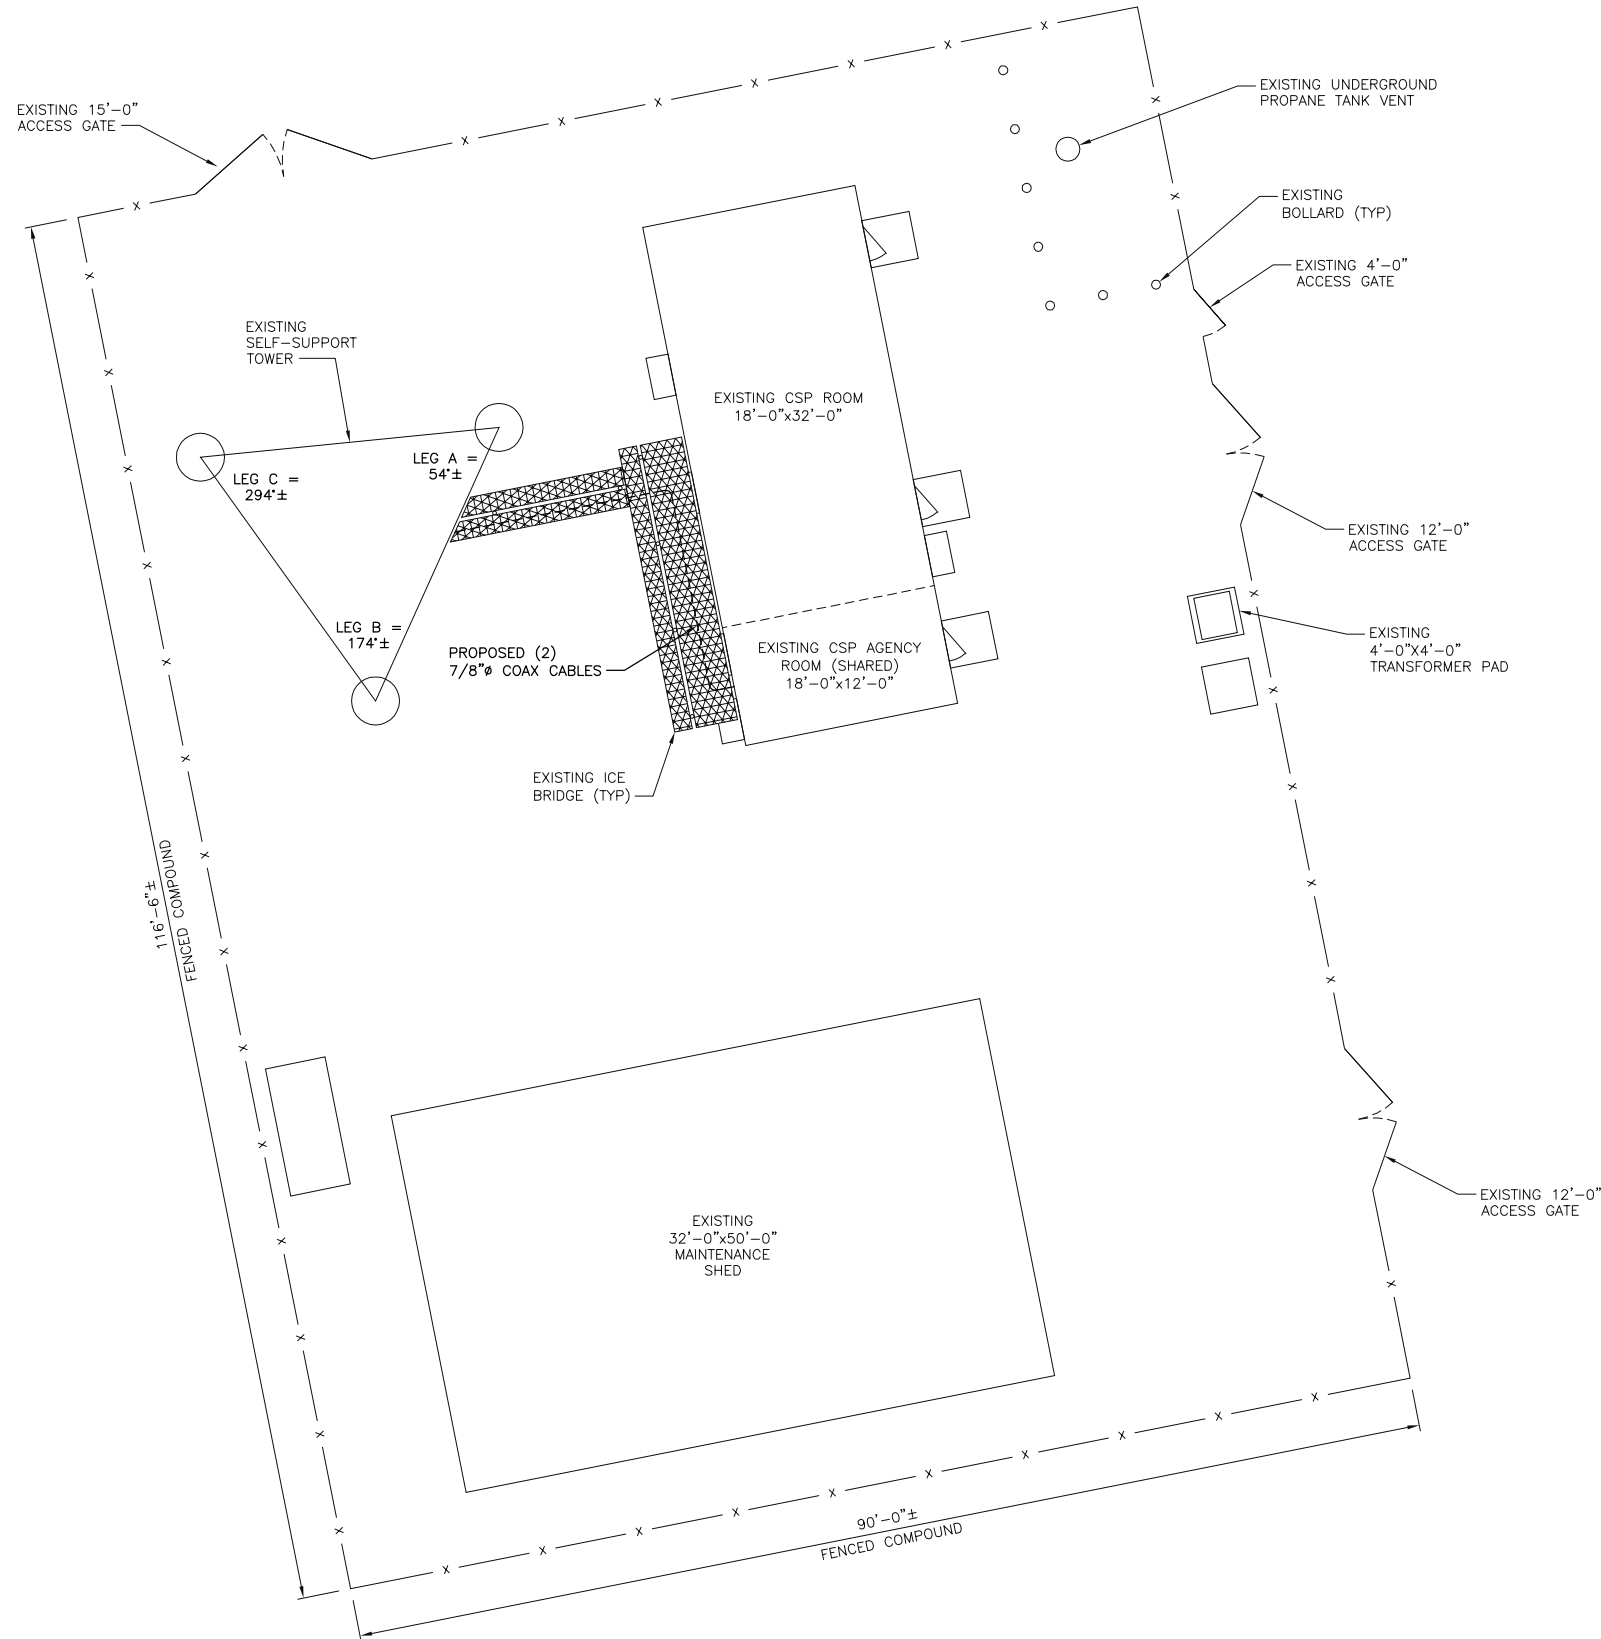 EXISTING 15'-0"
ACCESS GATE
EXISTING UNDERGROUND
PROPANE TANK VENT
EXISTING
BOLLARD (TYP)
EXISTING 4'-0"
ACCESS GATE
EXISTING
SELF-SUPPORT
TOWER
EXISTING CSP ROOM
18'-0"x32'-0"
LEG A =
54°±
LEG C =
294°±
EXISTING 12'-0"
ACCESS GATE
LEG B =
174°±
PROPOSED (2)
7/8"ø COAX CABLES
EXISTING CSP AGENCY
ROOM (SHARED)
18'-0"x12'-0"
EXISTING
4'-0"X4'-0"
TRANSFORMER PAD
EXISTING ICE
BRIDGE (TYP)
116'-6"±
FENCED COMPOUND
EXISTING 12'-0"
ACCESS GATE
EXISTING
32'-0"x50'-0"
MAINTENANCE
SHED
90'-0"±
FENCED COMPOUND